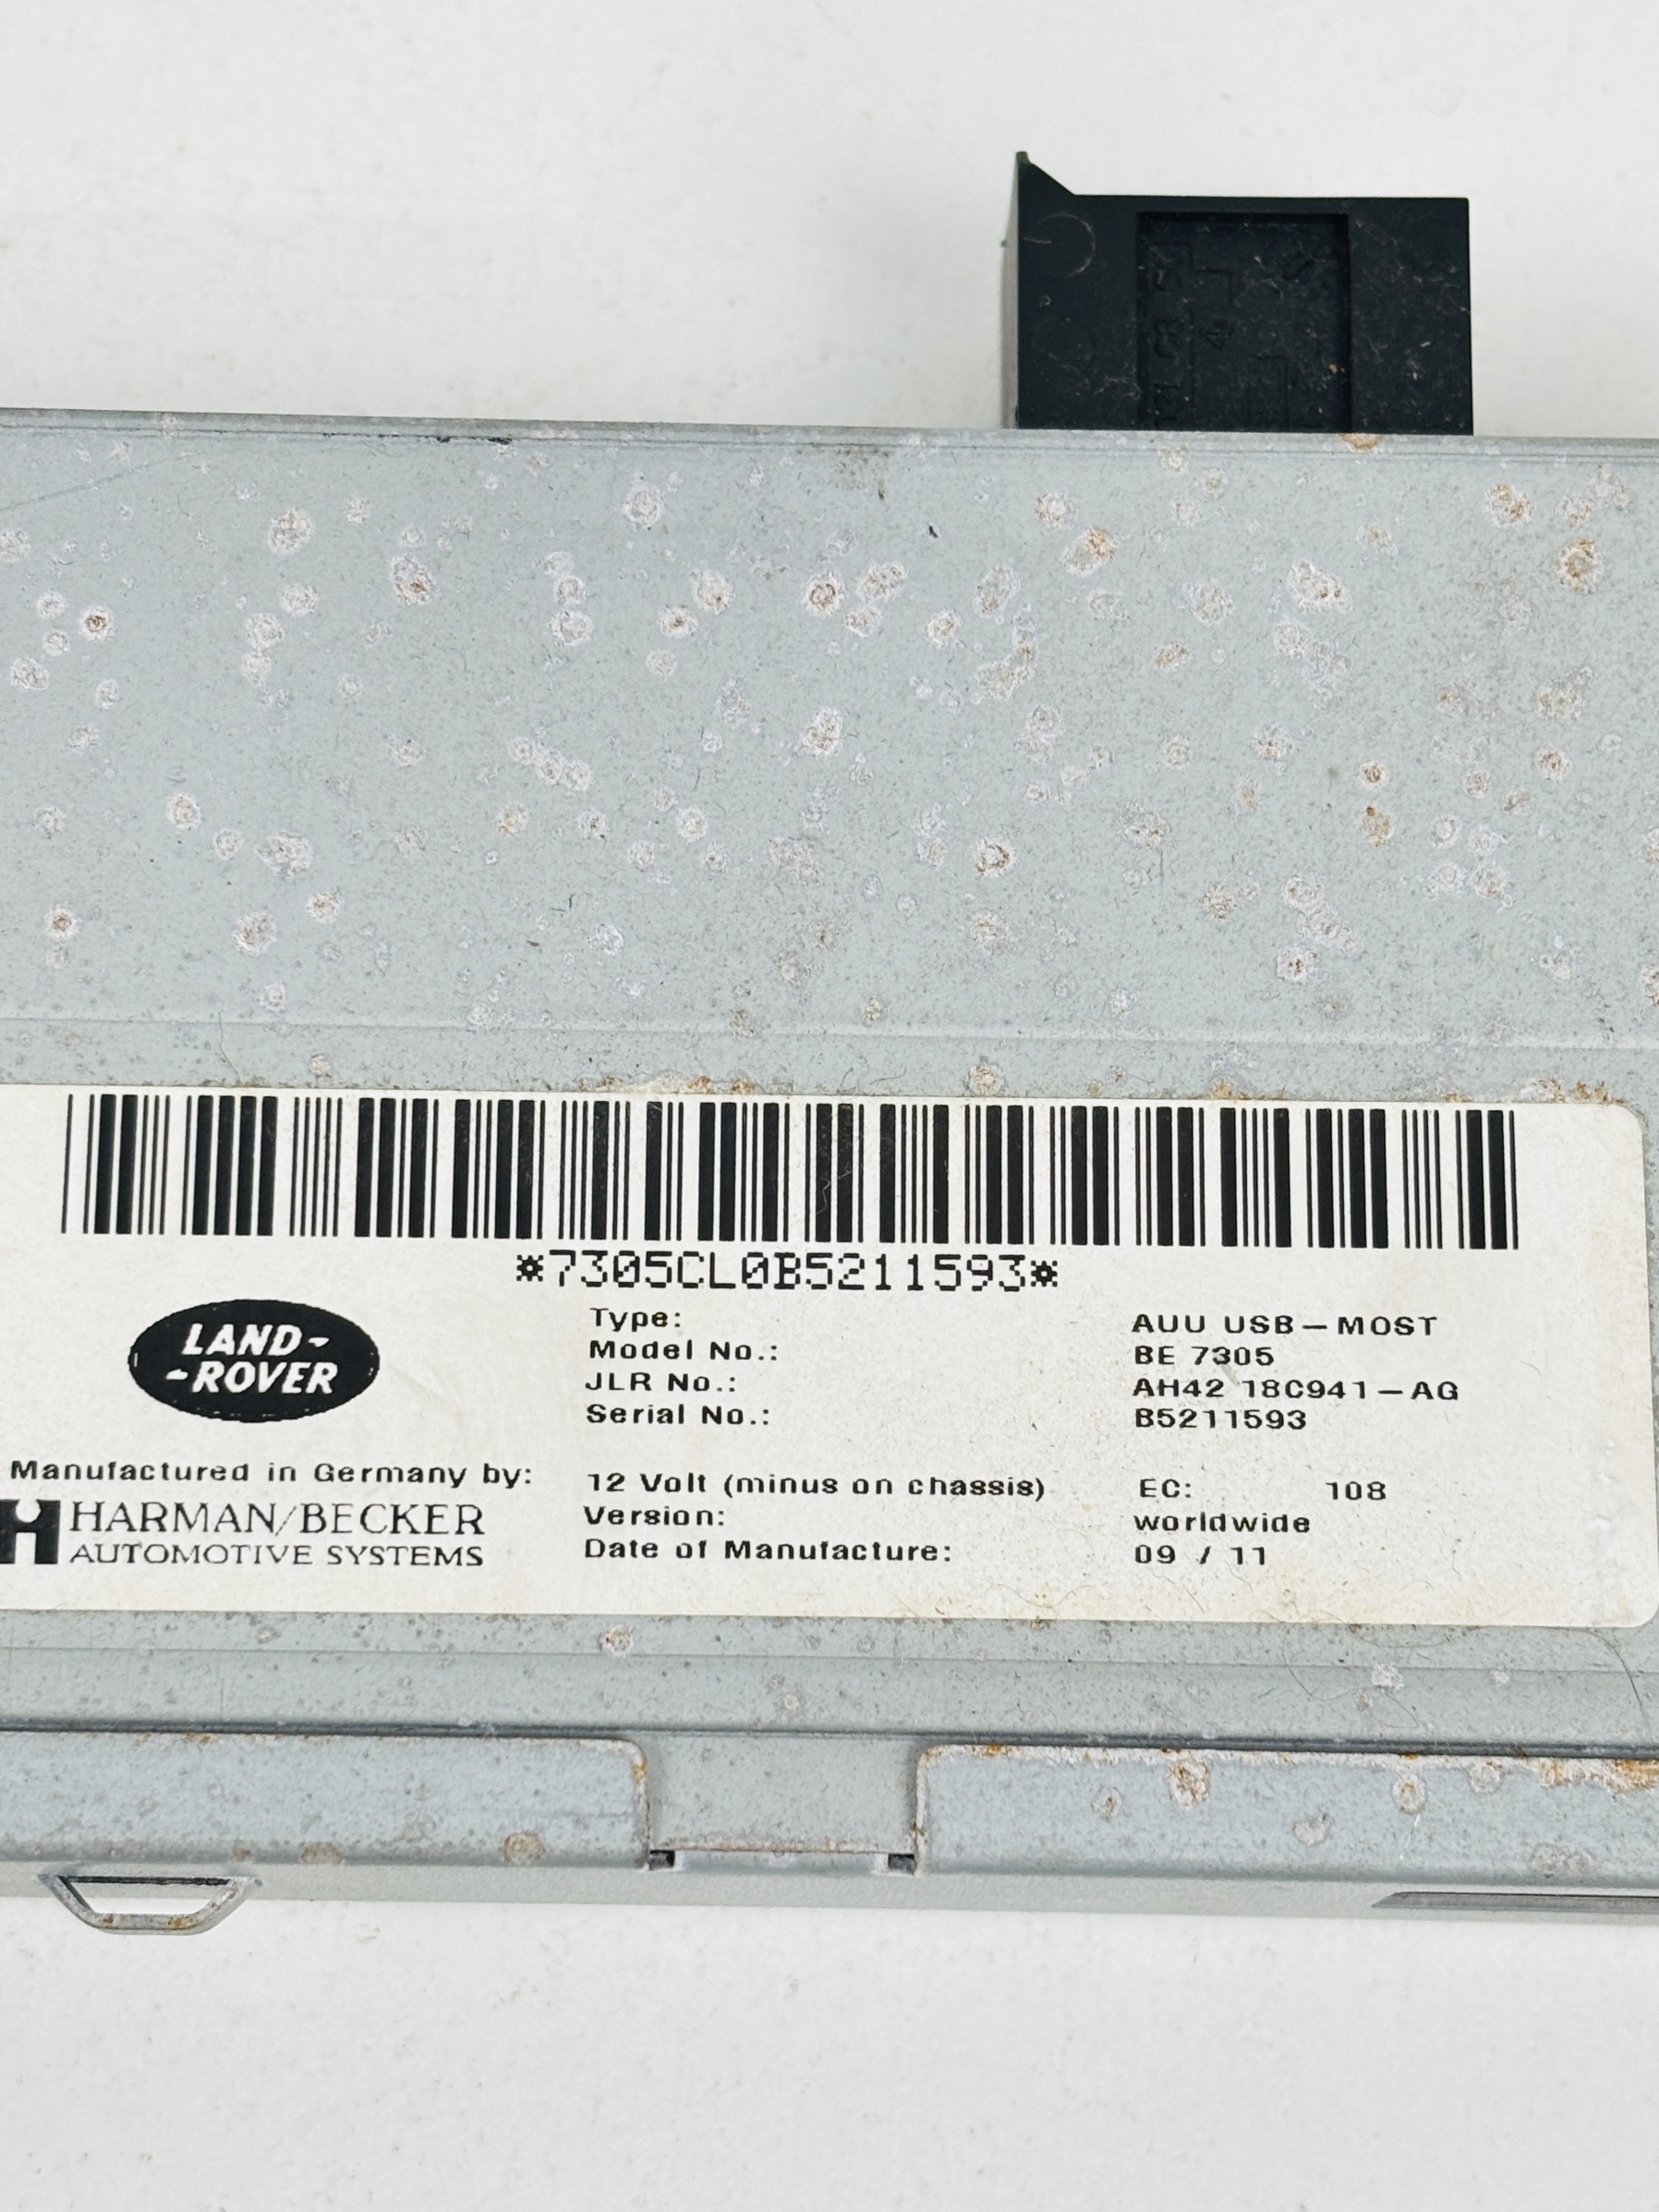 *7305CL0B5211593*
LAND-
-ROVER
Type: AUU USB-MOST
Model No.: BE 7305
JLR No.: AH42 18C941-AG
Serial No.: B5211593
Manufactured in Germany by:
HARMAN/BECKER
AUTOMOTIVE SYSTEMS
12 Volt (minus on chassis) EC: 108
Version: worldwide
Date of Manufacture: 09 / 11